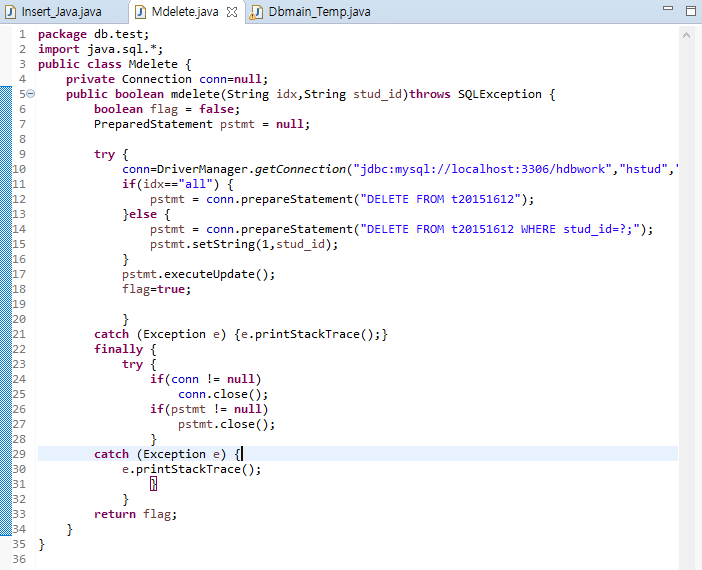 Insert_Java.java Mdelete.java Dbmain_Temp.java
1 package db.test;
2 import java.sql.*;
3 public class Mdelete {
4     private Connection conn=null;
5     public boolean mdelete(String idx,String stud_id)throws SQLException {
6         boolean flag = false;
7         PreparedStatement pstmt = null;
8
9         try {
10             conn=DriverManager.getConnection("jdbc:mysql://localhost:3306/hdbwork","hstud","
11             if(idx=="all") {
12                 pstmt = conn.prepareStatement("DELETE FROM t20151612");
13             }else {
14                 pstmt = conn.prepareStatement("DELETE FROM t20151612 WHERE stud_id=?;");
15                 pstmt.setString(1,stud_id);
16             }
17             pstmt.executeUpdate();
18             flag=true;
19
20             }
21         catch (Exception e) {e.printStackTrace();}
22         finally {
23             try {
24                 if(conn != null)
25                     conn.close();
26                 if(pstmt != null)
27                     pstmt.close();
28                 }
29         catch (Exception e) {
30             e.printStackTrace();
31                 }
32             }
33         return flag;
34     }
35 }
36